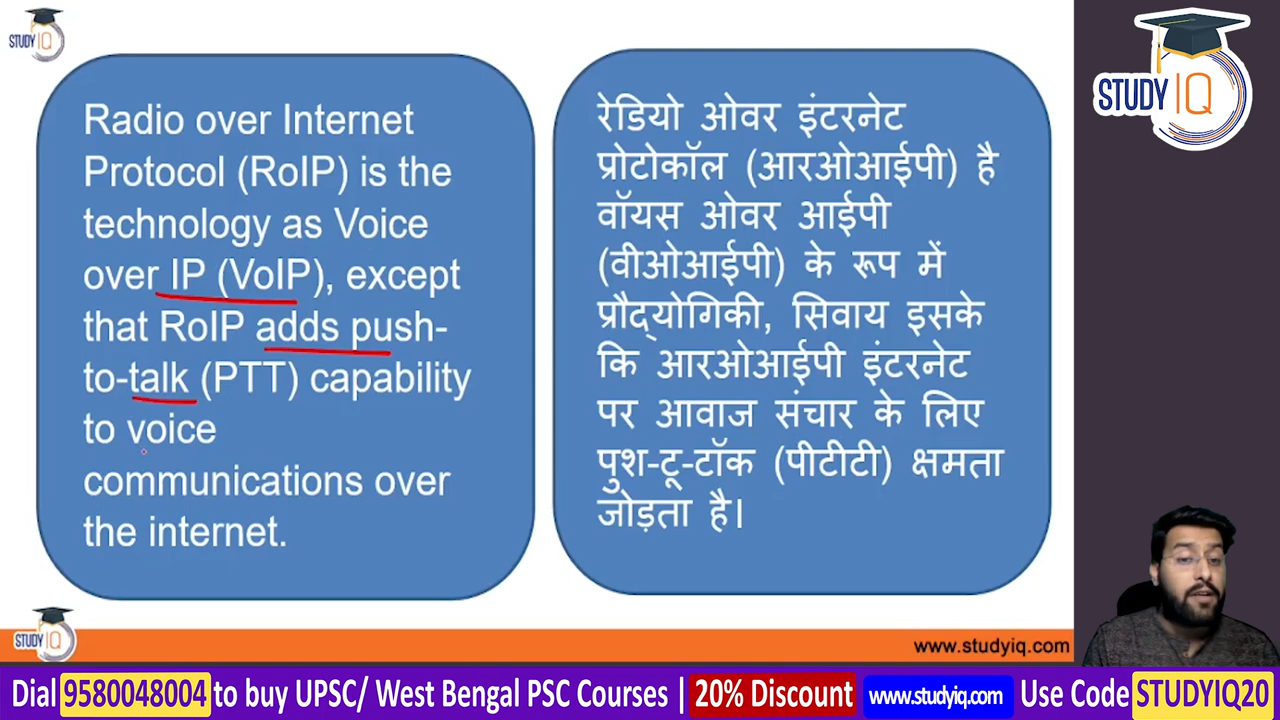 STUDY IQ
Radio over Internet
Protocol (RoIP) is the
technology as Voice
over IP (VoIP), except
that RoIP adds push-
to-talk (PTT) capability
to voice
communications over
the internet.
रेडियो ओवर इंटरनेट
प्रोटोकॉल (आरओआईपी) है
वॉयस ओवर आईपी
(वीओआईपी) के रूप में
प्रौद्योगिकी, सिवाय इसके
कि आरओआईपी इंटरनेट
पर आवाज संचार के लिए
पुश-टू-टॉक (पीटीटी) क्षमता
जोड़ता है।
STUDY IQ
STUDY IQ
www.studyiq.com
Dial 9580048004 to buy UPSC/ West Bengal PSC Courses | 20% Discount www.studyiq.com Use Code STUDYIQ20